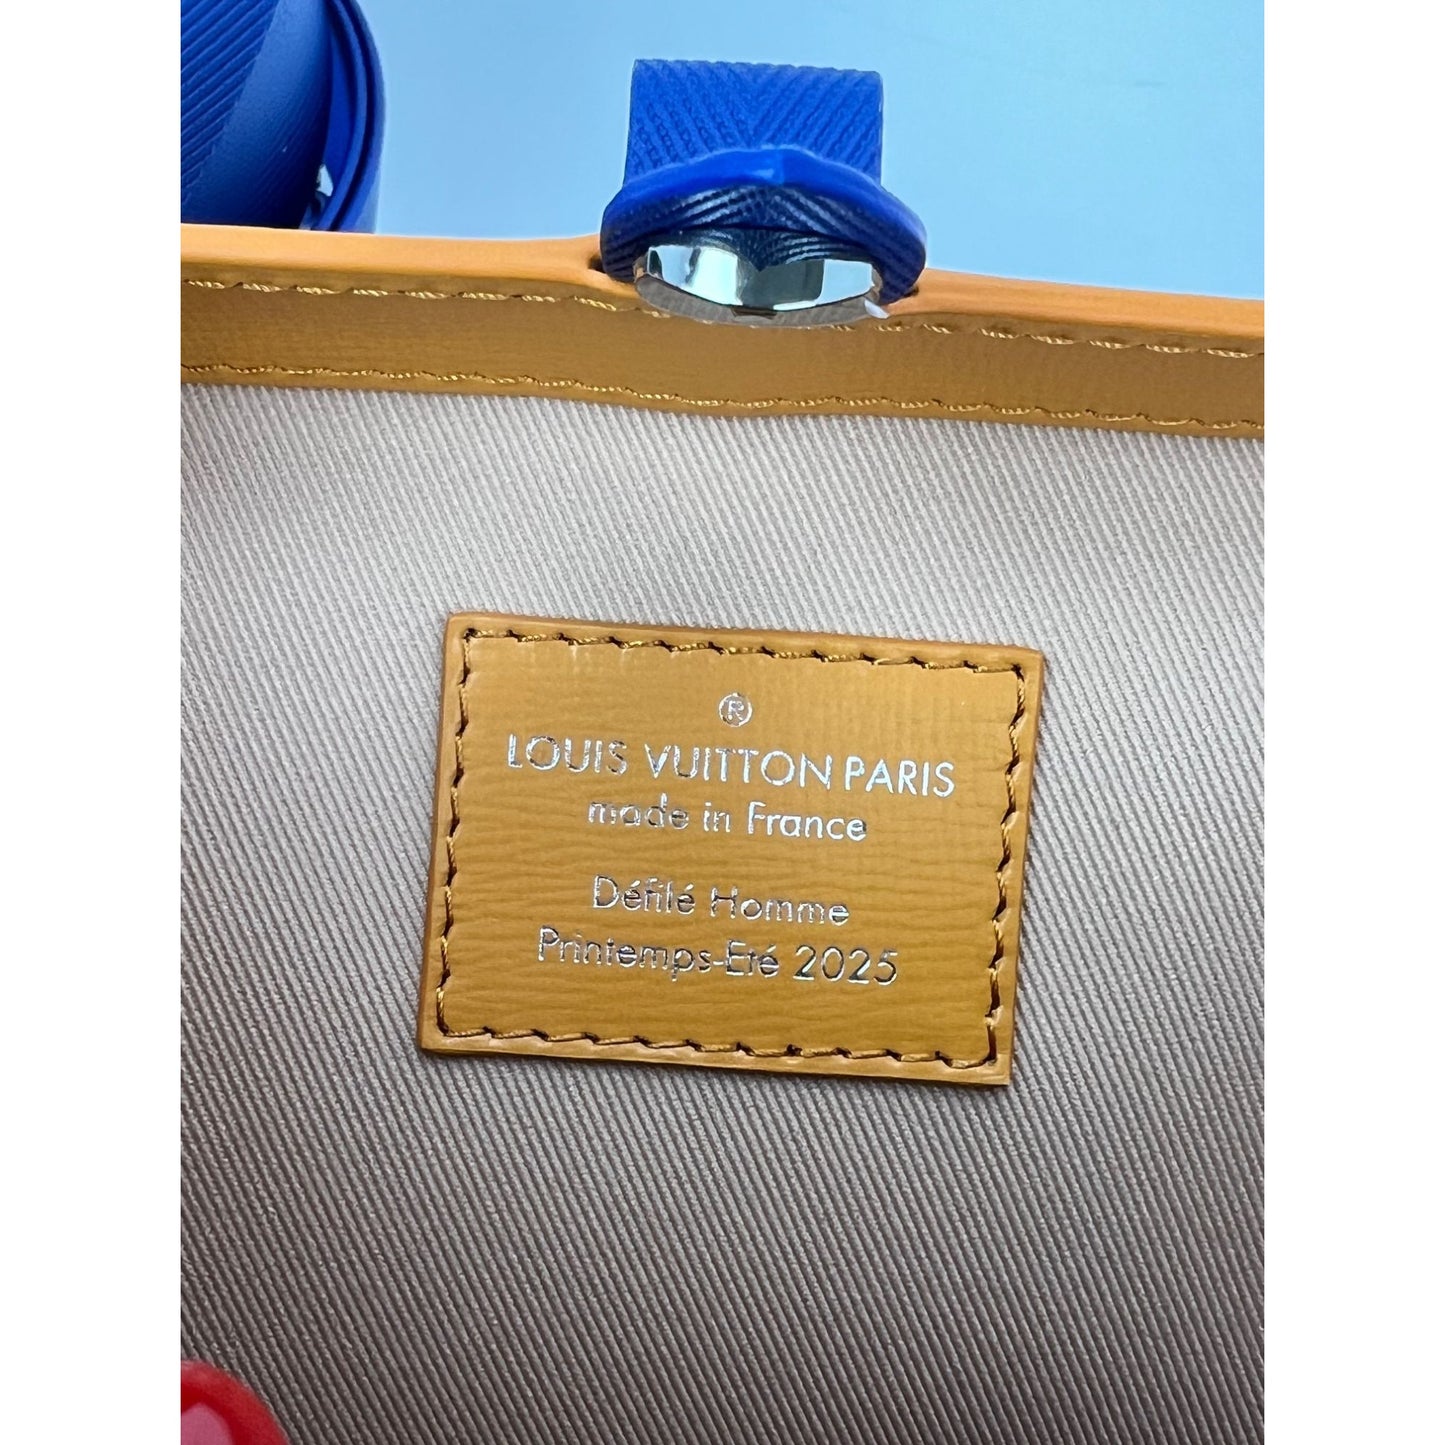 ®
LOUIS VUITTON PARIS
made in France
Défilé Homme
Printemps-Eté 2025